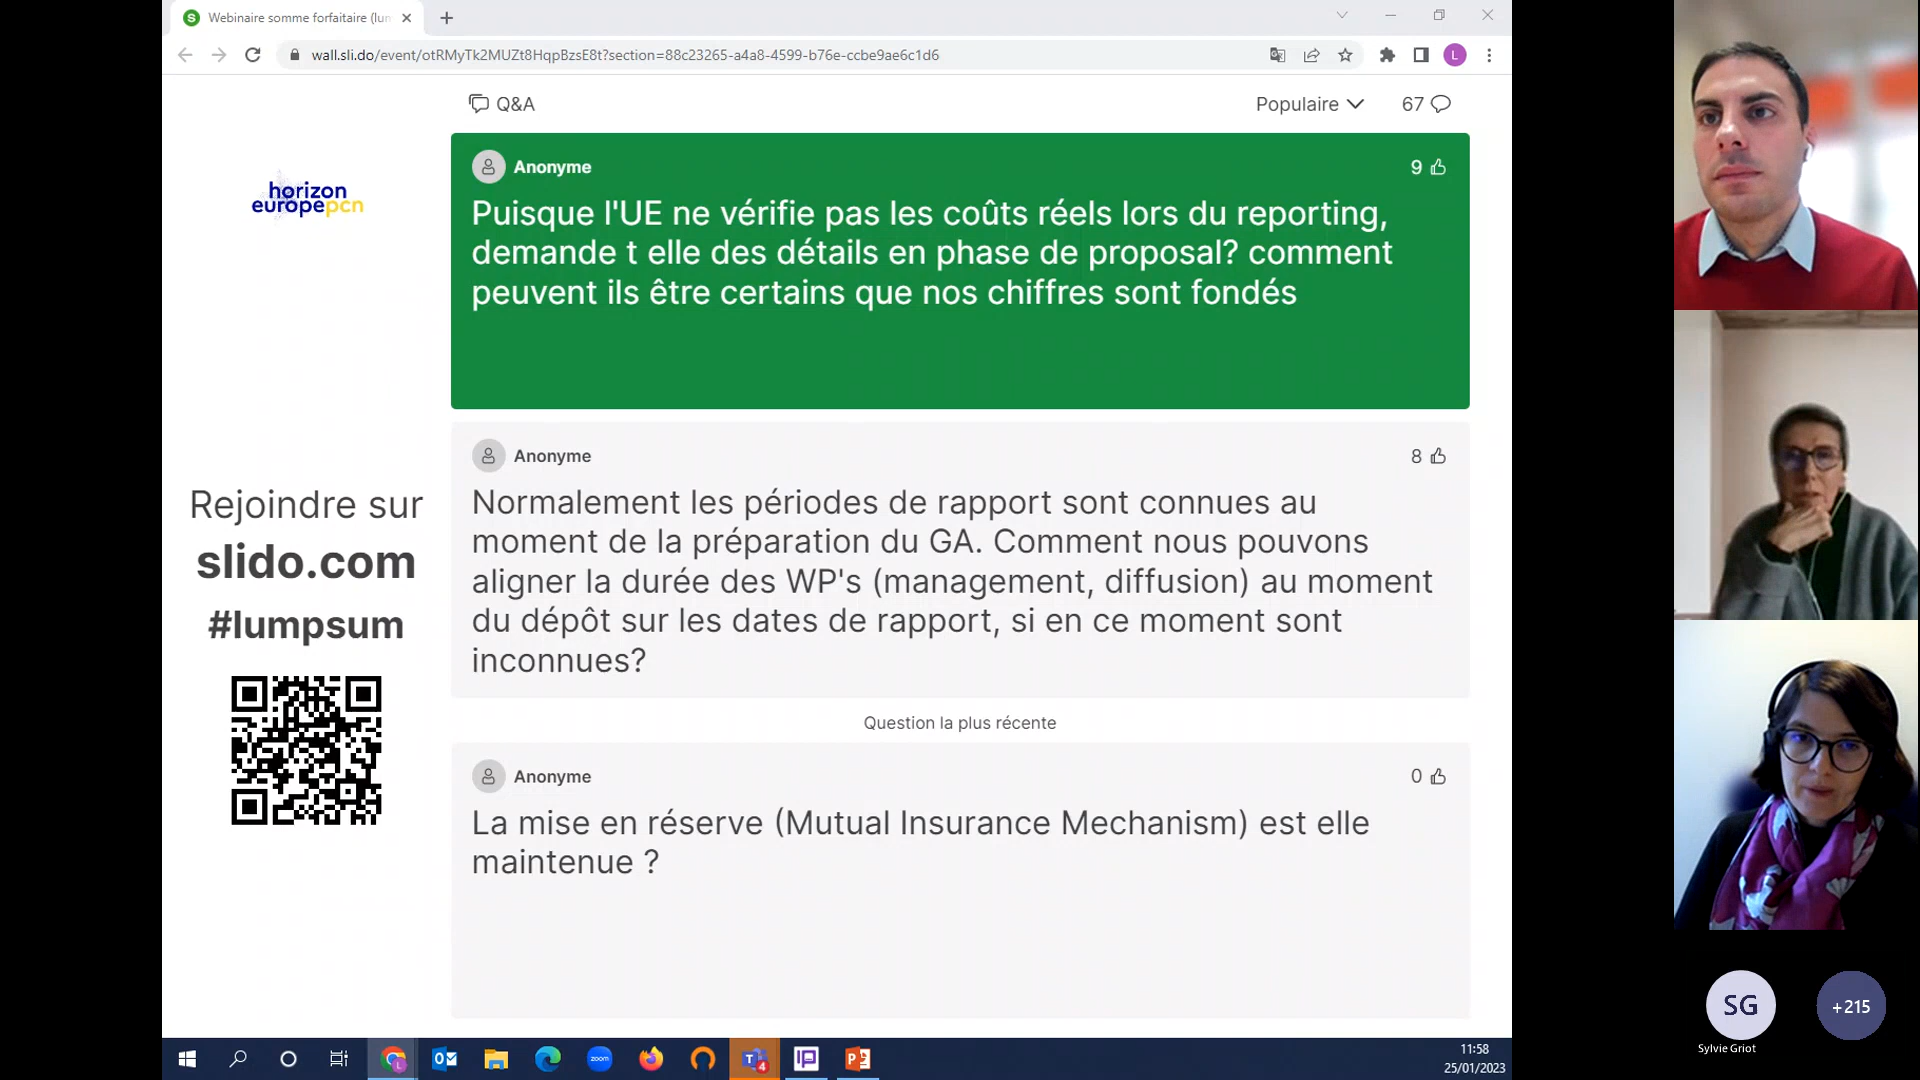 Webinaire somme forfaitaire (lum
wall.sli.do/event/otRMyTk2MUZt8HqpBzsE8t?section=88c23265-a4a8-4599-b76e-ccbe9ae6c1d6
L
Q&A
Populaire
67
horizon
europepcn
Rejoindre sur
slido.com
#lumpsum
Anonyme
9
Puisque l'UE ne vérifie pas les coûts réels lors du reporting,
demande t elle des détails en phase de proposal? comment
peuvent ils être certains que nos chiffres sont fondés
Anonyme
8
Normalement les périodes de rapport sont connues au
moment de la préparation du GA. Comment nous pouvons
aligner la durée des WP's (management, diffusion) au moment
du dépôt sur les dates de rapport, si en ce moment sont
inconnues?
Question la plus récente
Anonyme
0
La mise en réserve (Mutual Insurance Mechanism) est elle
maintenue ?
SG
+215
Sylvie Griot
zoom
4
11:58
25/01/2023